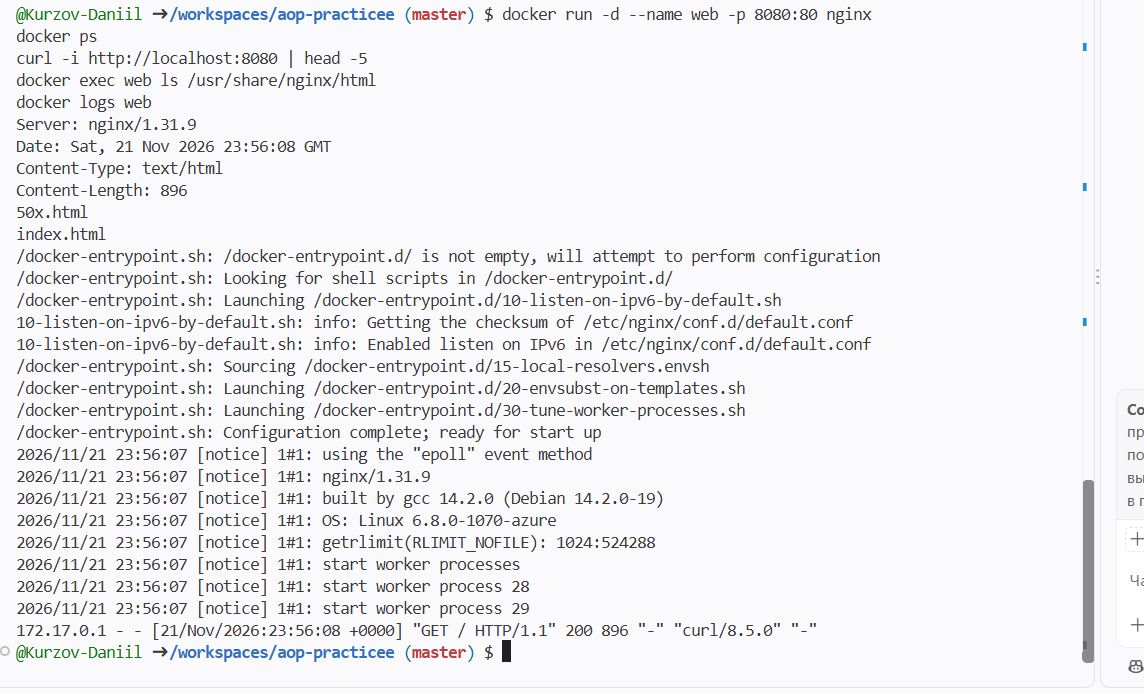 @Kurzov-Daniil ➜/workspaces/aop-practicee (master) $ docker run -d --name web -p 8080:80 nginx
docker ps
curl -i http://localhost:8080 | head -5
docker exec web ls /usr/share/nginx/html
docker logs web
Server: nginx/1.31.9
Date: Sat, 21 Nov 2026 23:56:08 GMT
Content-Type: text/html
Content-Length: 896
50x.html
index.html
/docker-entrypoint.sh: /docker-entrypoint.d/ is not empty, will attempt to perform configuration
/docker-entrypoint.sh: Looking for shell scripts in /docker-entrypoint.d/
/docker-entrypoint.sh: Launching /docker-entrypoint.d/10-listen-on-ipv6-by-default.sh
10-listen-on-ipv6-by-default.sh: info: Getting the checksum of /etc/nginx/conf.d/default.conf
10-listen-on-ipv6-by-default.sh: info: Enabled listen on IPv6 in /etc/nginx/conf.d/default.conf
/docker-entrypoint.sh: Sourcing /docker-entrypoint.d/15-local-resolvers.envsh
/docker-entrypoint.sh: Launching /docker-entrypoint.d/20-envsubst-on-templates.sh
/docker-entrypoint.sh: Launching /docker-entrypoint.d/30-tune-worker-processes.sh
/docker-entrypoint.sh: Configuration complete; ready for start up
2026/11/21 23:56:07 [notice] 1#1: using the "epoll" event method
2026/11/21 23:56:07 [notice] 1#1: nginx/1.31.9
2026/11/21 23:56:07 [notice] 1#1: built by gcc 14.2.0 (Debian 14.2.0-19)
2026/11/21 23:56:07 [notice] 1#1: OS: Linux 6.8.0-1070-azure
2026/11/21 23:56:07 [notice] 1#1: getrlimit(RLIMIT_NOFILE): 1024:524288
2026/11/21 23:56:07 [notice] 1#1: start worker processes
2026/11/21 23:56:07 [notice] 1#1: start worker process 28
2026/11/21 23:56:07 [notice] 1#1: start worker process 29
172.17.0.1 - - [21/Nov/2026:23:56:08 +0000] "GET / HTTP/1.1" 200 896 "-" "curl/8.5.0" "-"
@Kurzov-Daniil ➜/workspaces/aop-practicee (master) $